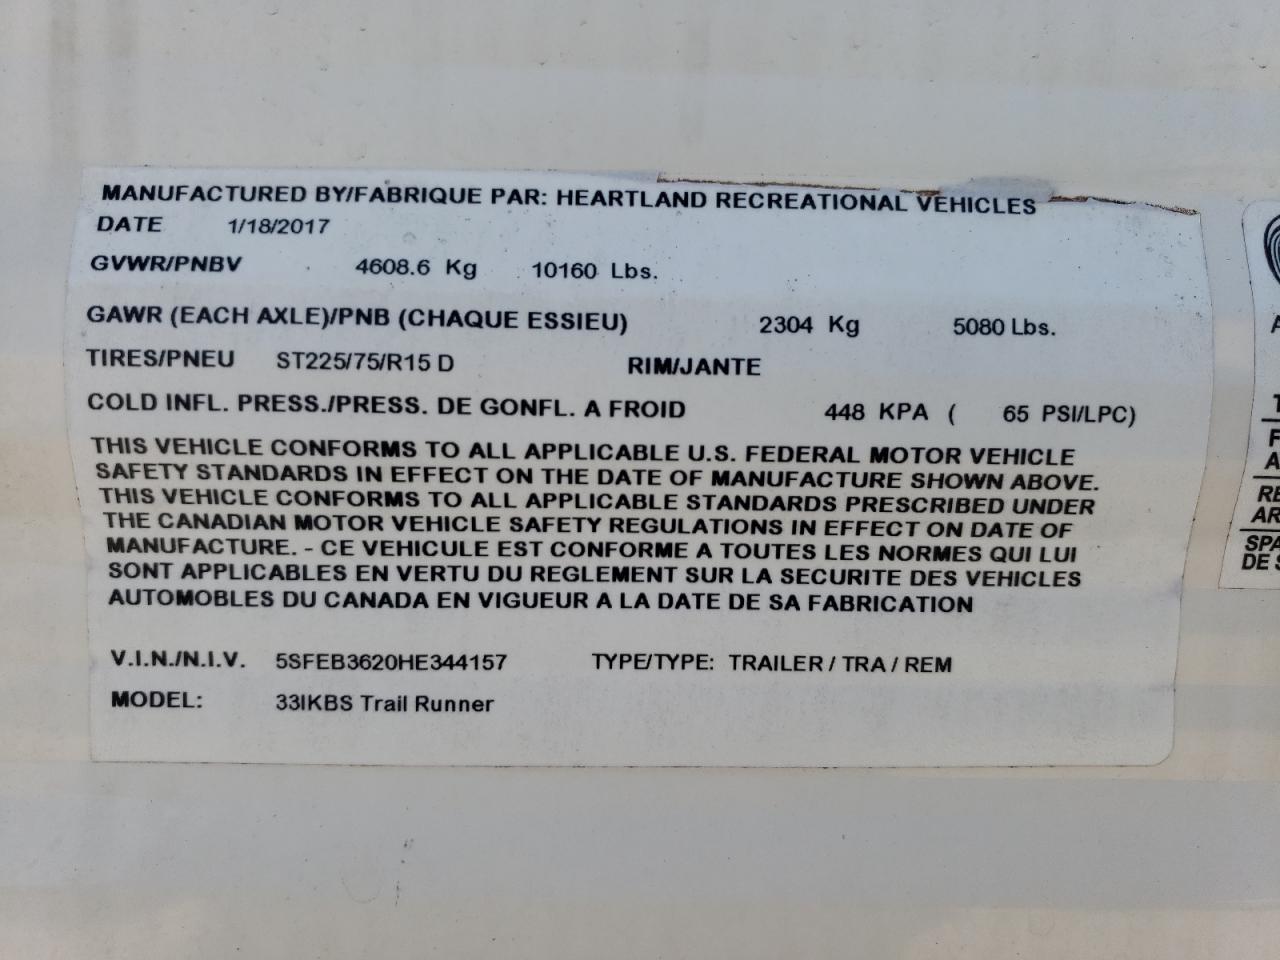 MANUFACTURED BY/FABRIQUE PAR: HEARTLAND RECREATIONAL VEHICLES
DATE 1/18/2017
GVWR/PNBV 4608.6 Kg 10160 Lbs.
GAWR (EACH AXLE)/PNB (CHAQUE ESSIEU) 2304 Kg 5080 Lbs.
TIRES/PNEU ST225/75/R15 D RIM/JANTE
COLD INFL. PRESS./PRESS. DE GONFL. A FROID 448 KPA ( 65 PSI/LPC)
THIS VEHICLE CONFORMS TO ALL APPLICABLE U.S. FEDERAL MOTOR VEHICLE
SAFETY STANDARDS IN EFFECT ON THE DATE OF MANUFACTURE SHOWN ABOVE.
THIS VEHICLE CONFORMS TO ALL APPLICABLE STANDARDS PRESCRIBED UNDER
THE CANADIAN MOTOR VEHICLE SAFETY REGULATIONS IN EFFECT ON DATE OF
MANUFACTURE. - CE VEHICULE EST CONFORME A TOUTES LES NORMES QUI LUI
SONT APPLICABLES EN VERTU DU REGLEMENT SUR LA SECURITE DES VEHICLES
AUTOMOBLES DU CANADA EN VIGUEUR A LA DATE DE SA FABRICATION
V.I.N./N.I.V. 5SFEB3620HE344157 TYPE/TYPE: TRAILER / TRA / REM
MODEL: 33IKBS Trail Runner